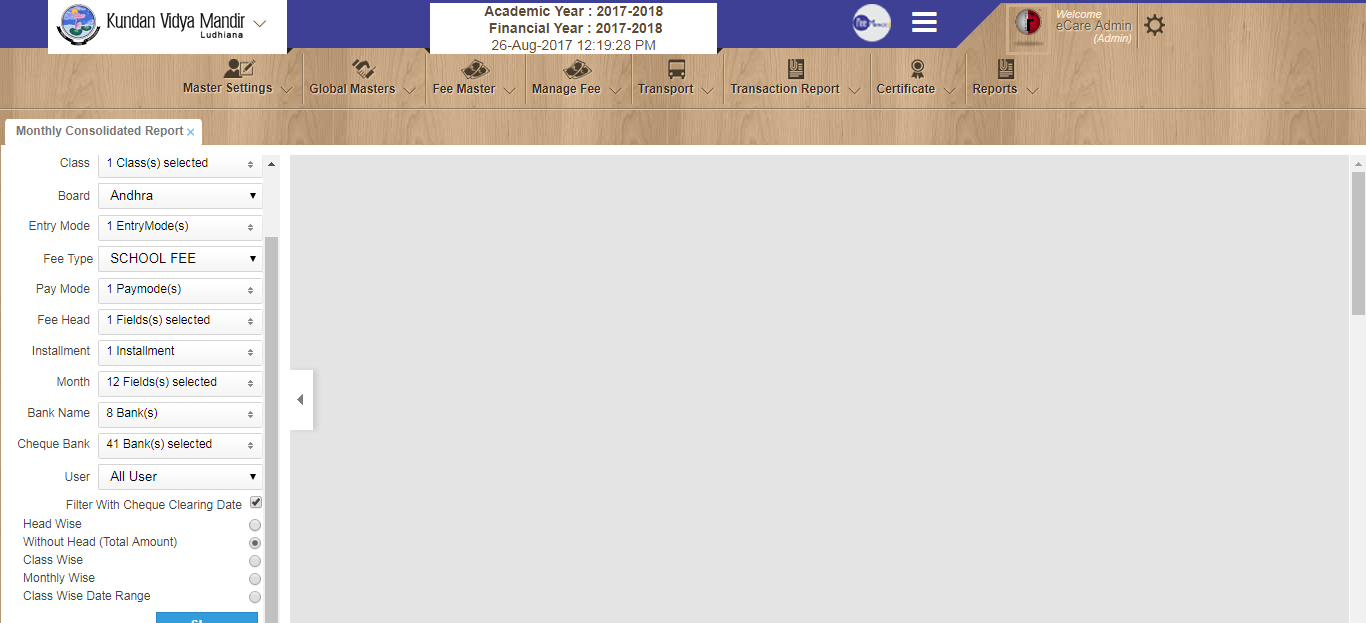 Kundan Vidya Mandir
Ludhiana
Academic Year : 2017-2018
Financial Year : 2017-2018
26-Aug-2017 12:19:28 PM
Welcome
eCare Admin
(Admin)
Master Settings
Global Masters
Fee Master
Manage Fee
Transport
Transaction Report
Certificate
Reports
Monthly Consolidated Report ×
Class 1 Class(s) selected
Board Andhra
Entry Mode 1 EntryMode(s)
Fee Type SCHOOL FEE
Pay Mode 1 Paymode(s)
Fee Head 1 Fields(s) selected
Installment 1 Installment
Month 12 Fields(s) selected
Bank Name 8 Bank(s)
Cheque Bank 41 Bank(s) selected
User All User
Filter With Cheque Clearing Date
Head Wise
Without Head (Total Amount)
Class Wise
Monthly Wise
Class Wise Date Range